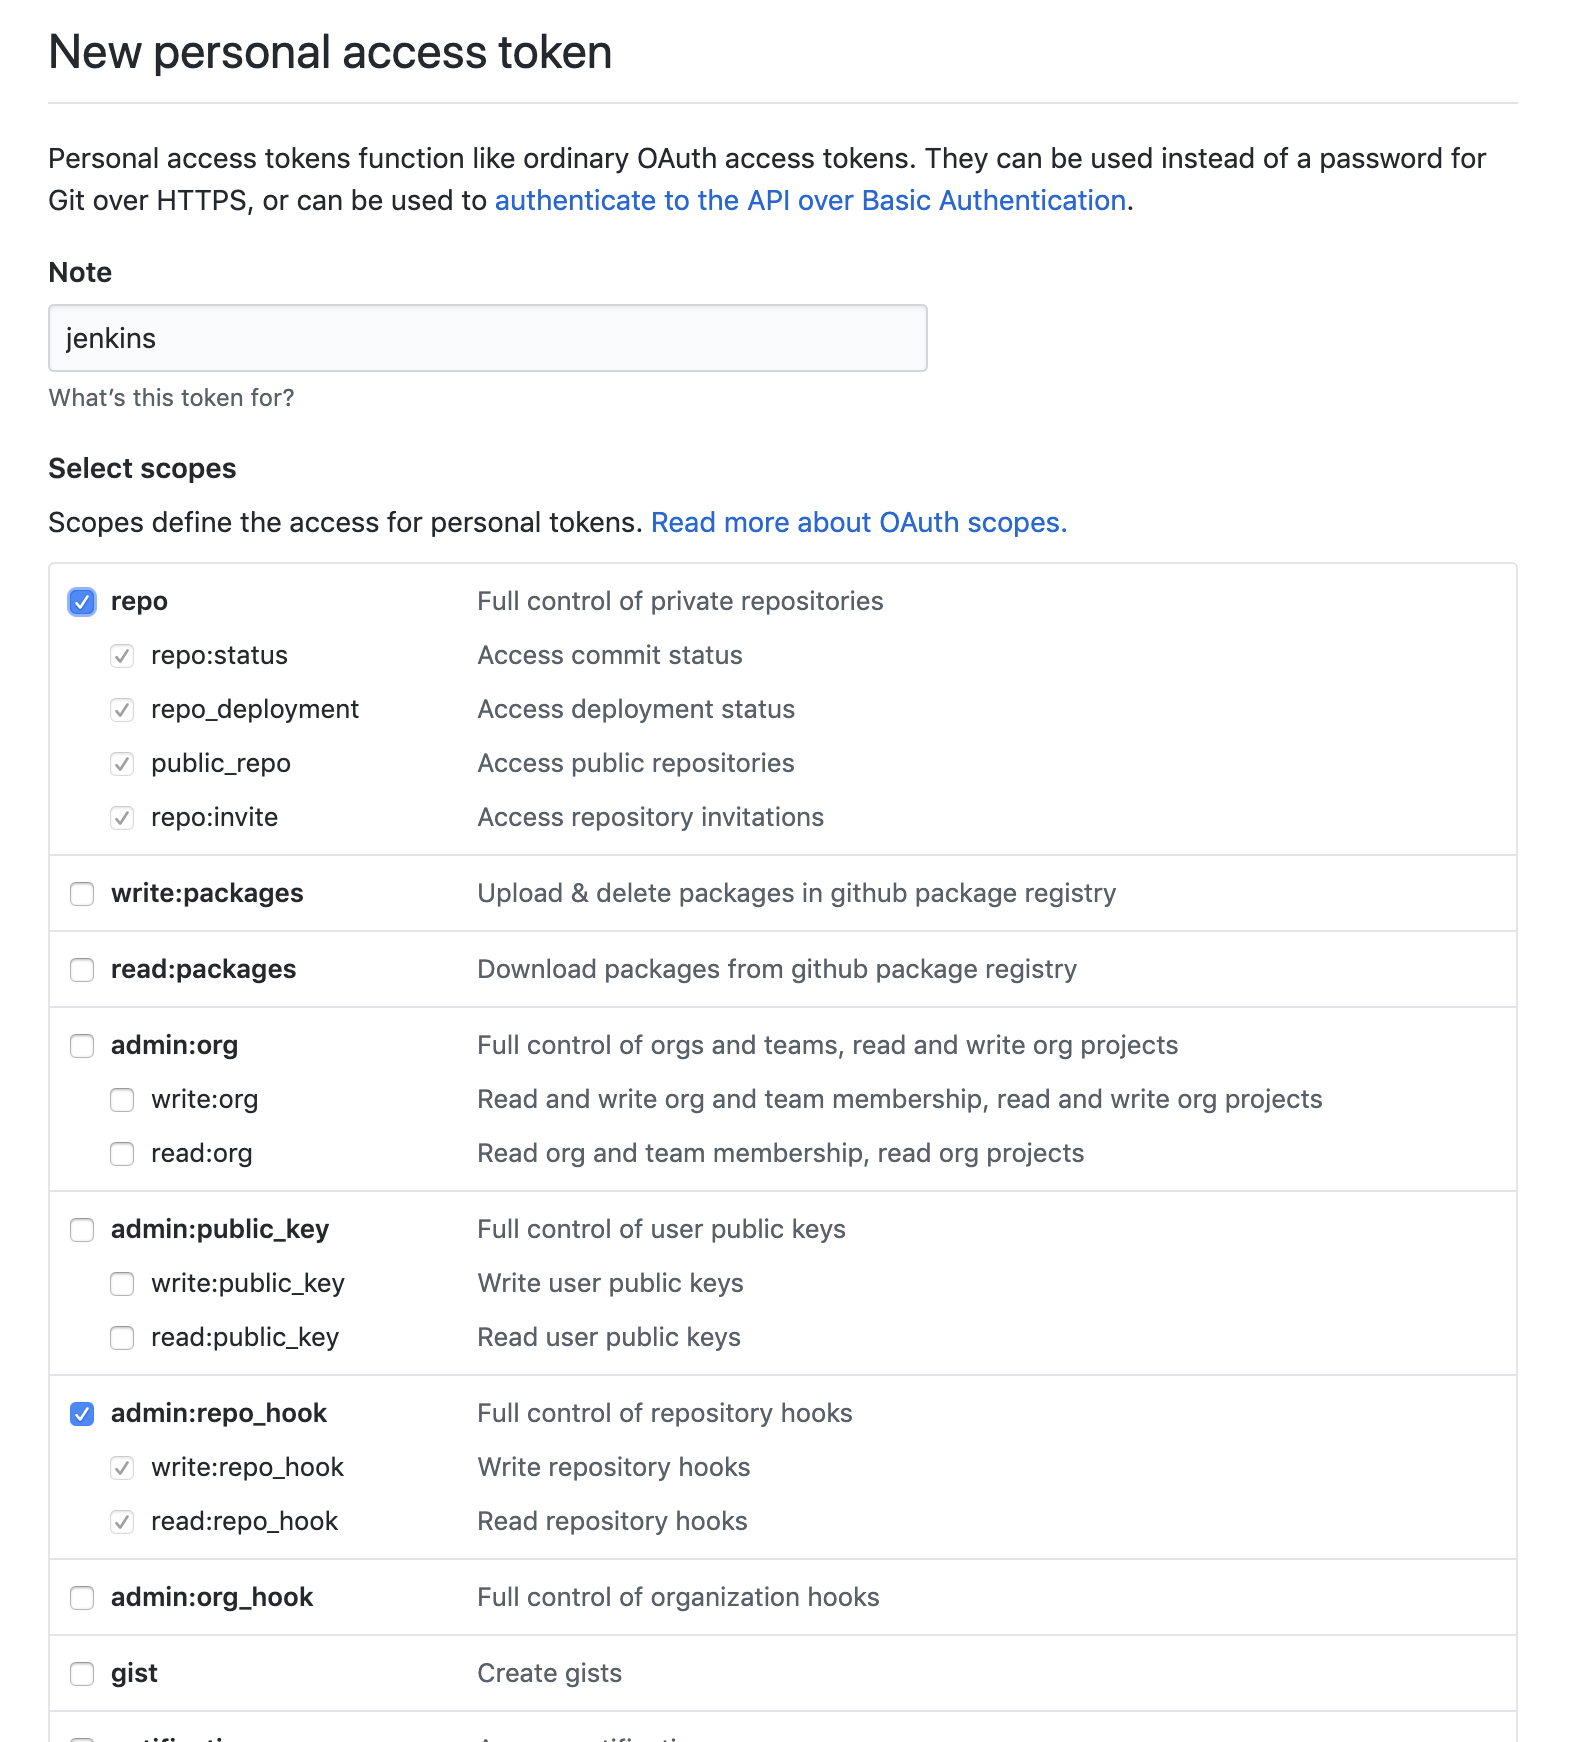 New personal access token
Personal access tokens function like ordinary OAuth access tokens. They can be used instead of a password for
Git over HTTPS, or can be used to authenticate to the API over Basic Authentication.
Note
jenkins
What's this token for?
Select scopes
Scopes define the access for personal tokens. Read more about OAuth scopes.
repo Full control of private repositories
repo:status Access commit status
repo_deployment Access deployment status
public_repo Access public repositories
repo:invite Access repository invitations
write:packages Upload & delete packages in github package registry
read:packages Download packages from github package registry
admin:org Full control of orgs and teams, read and write org projects
write:org Read and write org and team membership, read and write org projects
read:org Read org and team membership, read org projects
admin:public_key Full control of user public keys
write:public_key Write user public keys
read:public_key Read user public keys
admin:repo_hook Full control of repository hooks
write:repo_hook Write repository hooks
read:repo_hook Read repository hooks
admin:org_hook Full control of organization hooks
gist Create gists